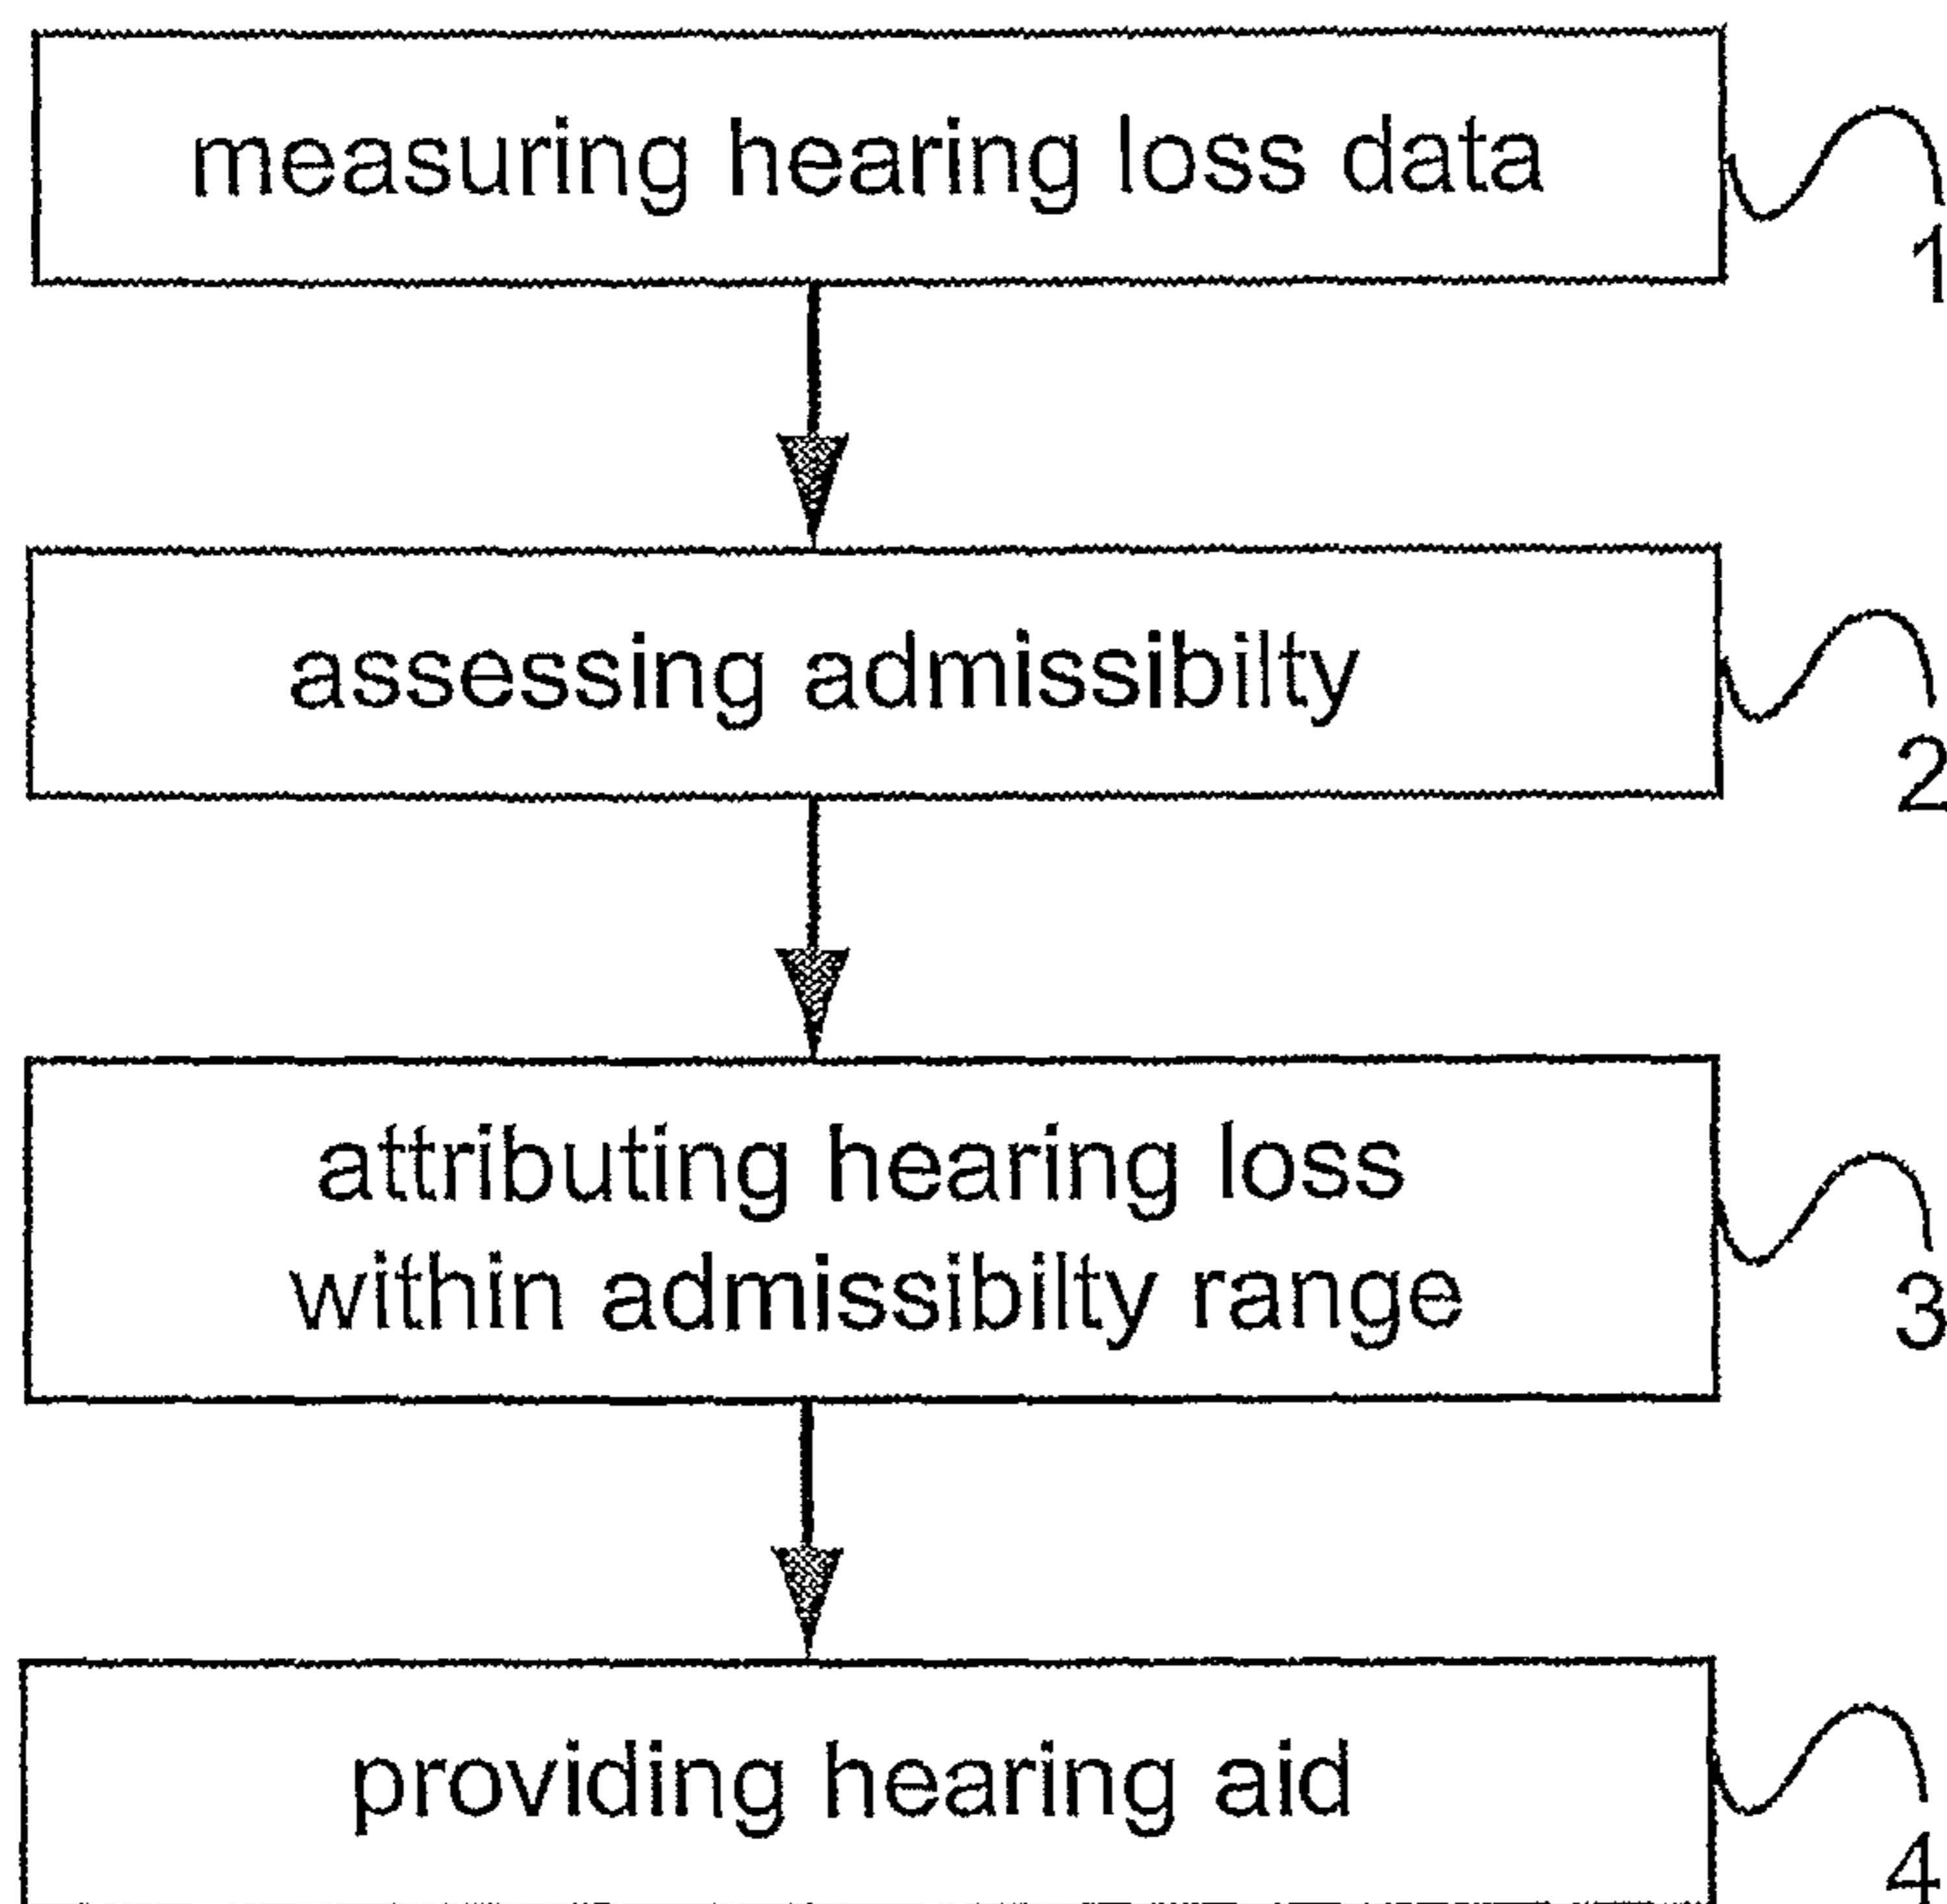 measuring hearing loss data
1
assessing admissibilty
2
attributing hearing loss
within admissibilty range
3
providing hearing aid
4